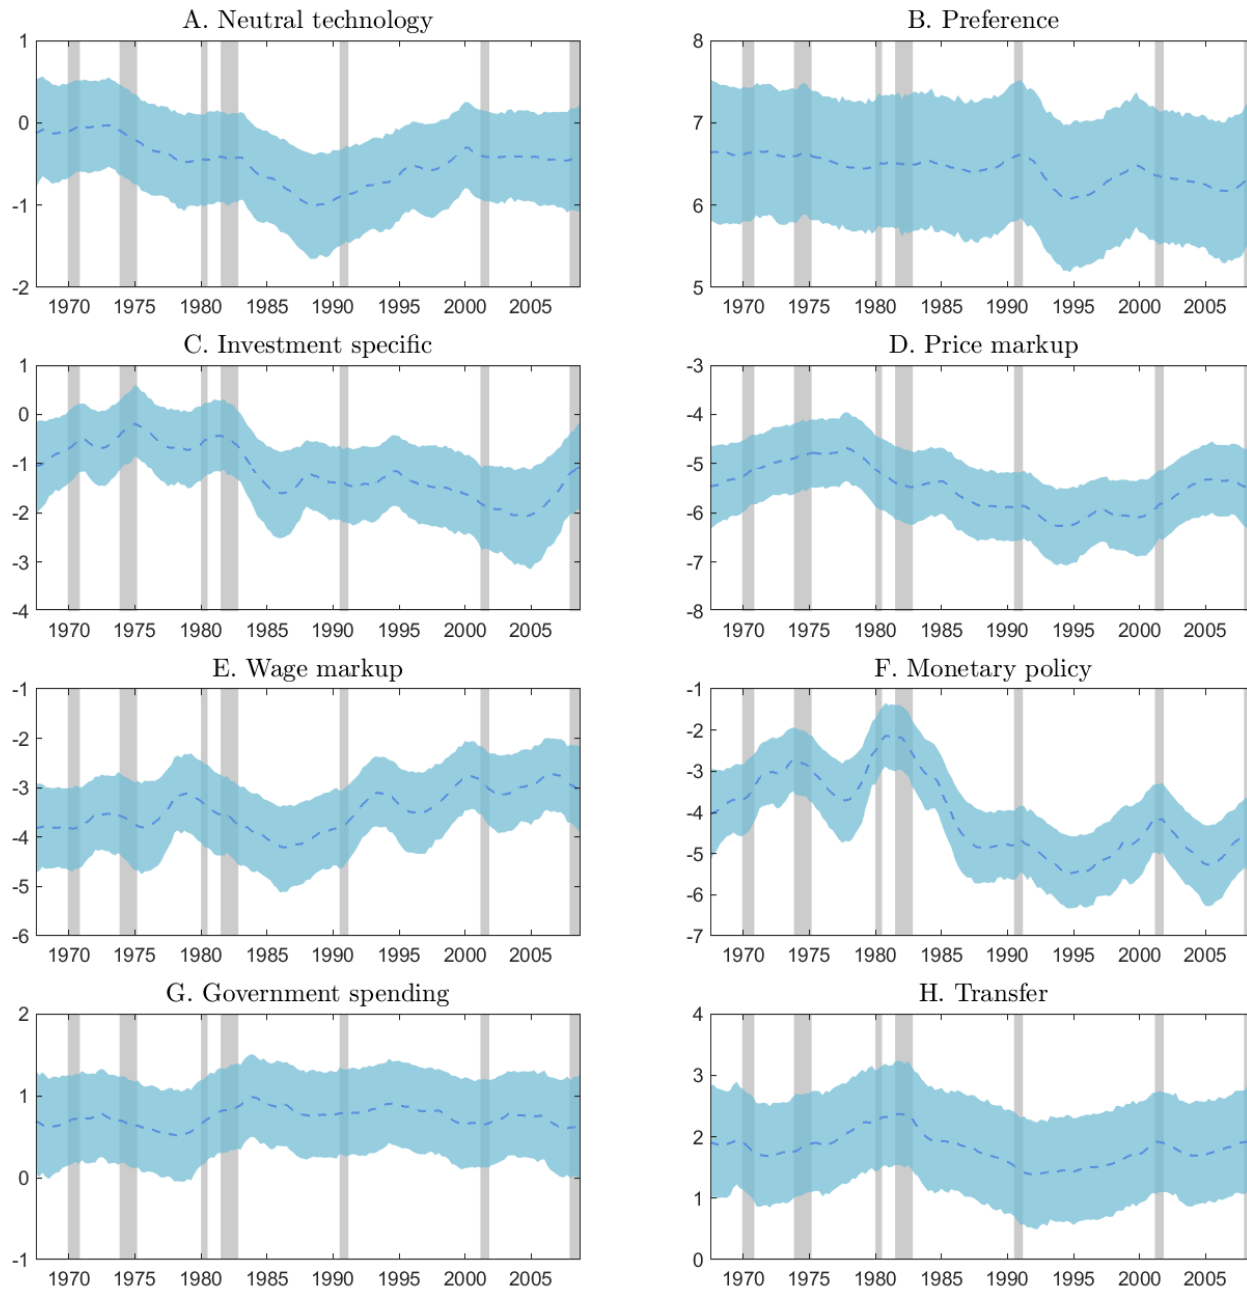 A. Neutral technology
1
0
-1
-2
1970 1975 1980 1985 1990 1995 2000 2005
B. Preference
8
7
6
5
1970 1975 1980 1985 1990 1995 2000 2005
C. Investment specific
1
0
-1
-2
-3
-4
1970 1975 1980 1985 1990 1995 2000 2005
D. Price markup
-3
-4
-5
-6
-7
-8
1970 1975 1980 1985 1990 1995 2000 2005
E. Wage markup
-1
-2
-3
-4
-5
-6
1970 1975 1980 1985 1990 1995 2000 2005
F. Monetary policy
-1
-2
-3
-4
-5
-6
-7
1970 1975 1980 1985 1990 1995 2000 2005
G. Government spending
2
1
0
-1
1970 1975 1980 1985 1990 1995 2000 2005
H. Transfer
4
3
2
1
0
1970 1975 1980 1985 1990 1995 2000 2005